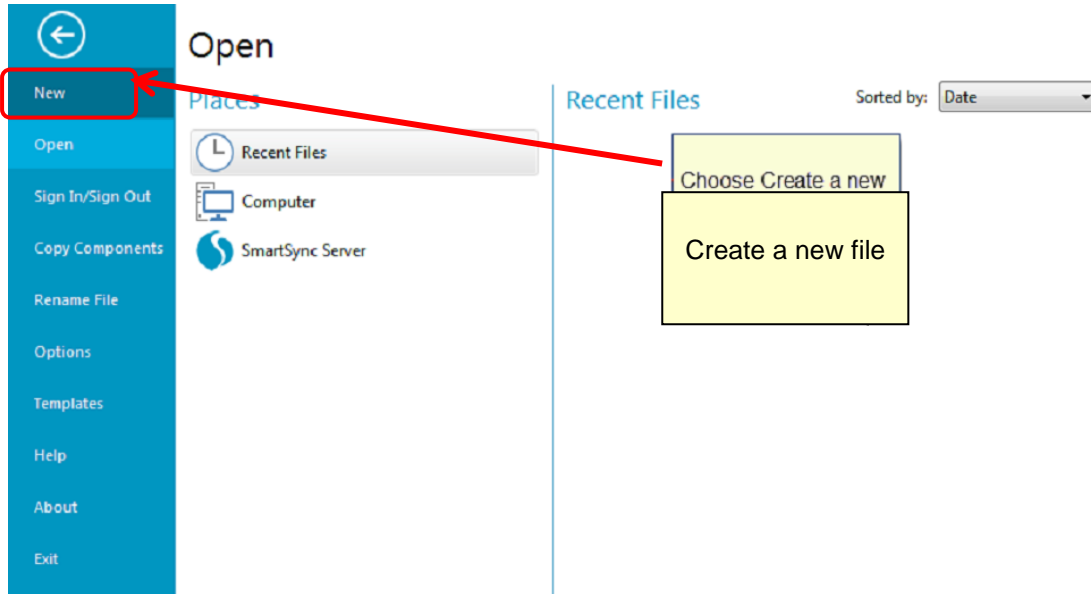 Open
New
Open
Sign In/Sign Out
Copy Components
Rename File
Options
Templates
Help
About
Exit
Places
Recent Files
Computer
SmartSync Server
Recent Files
Sorted by: Date
Choose Create a new
Create a new file